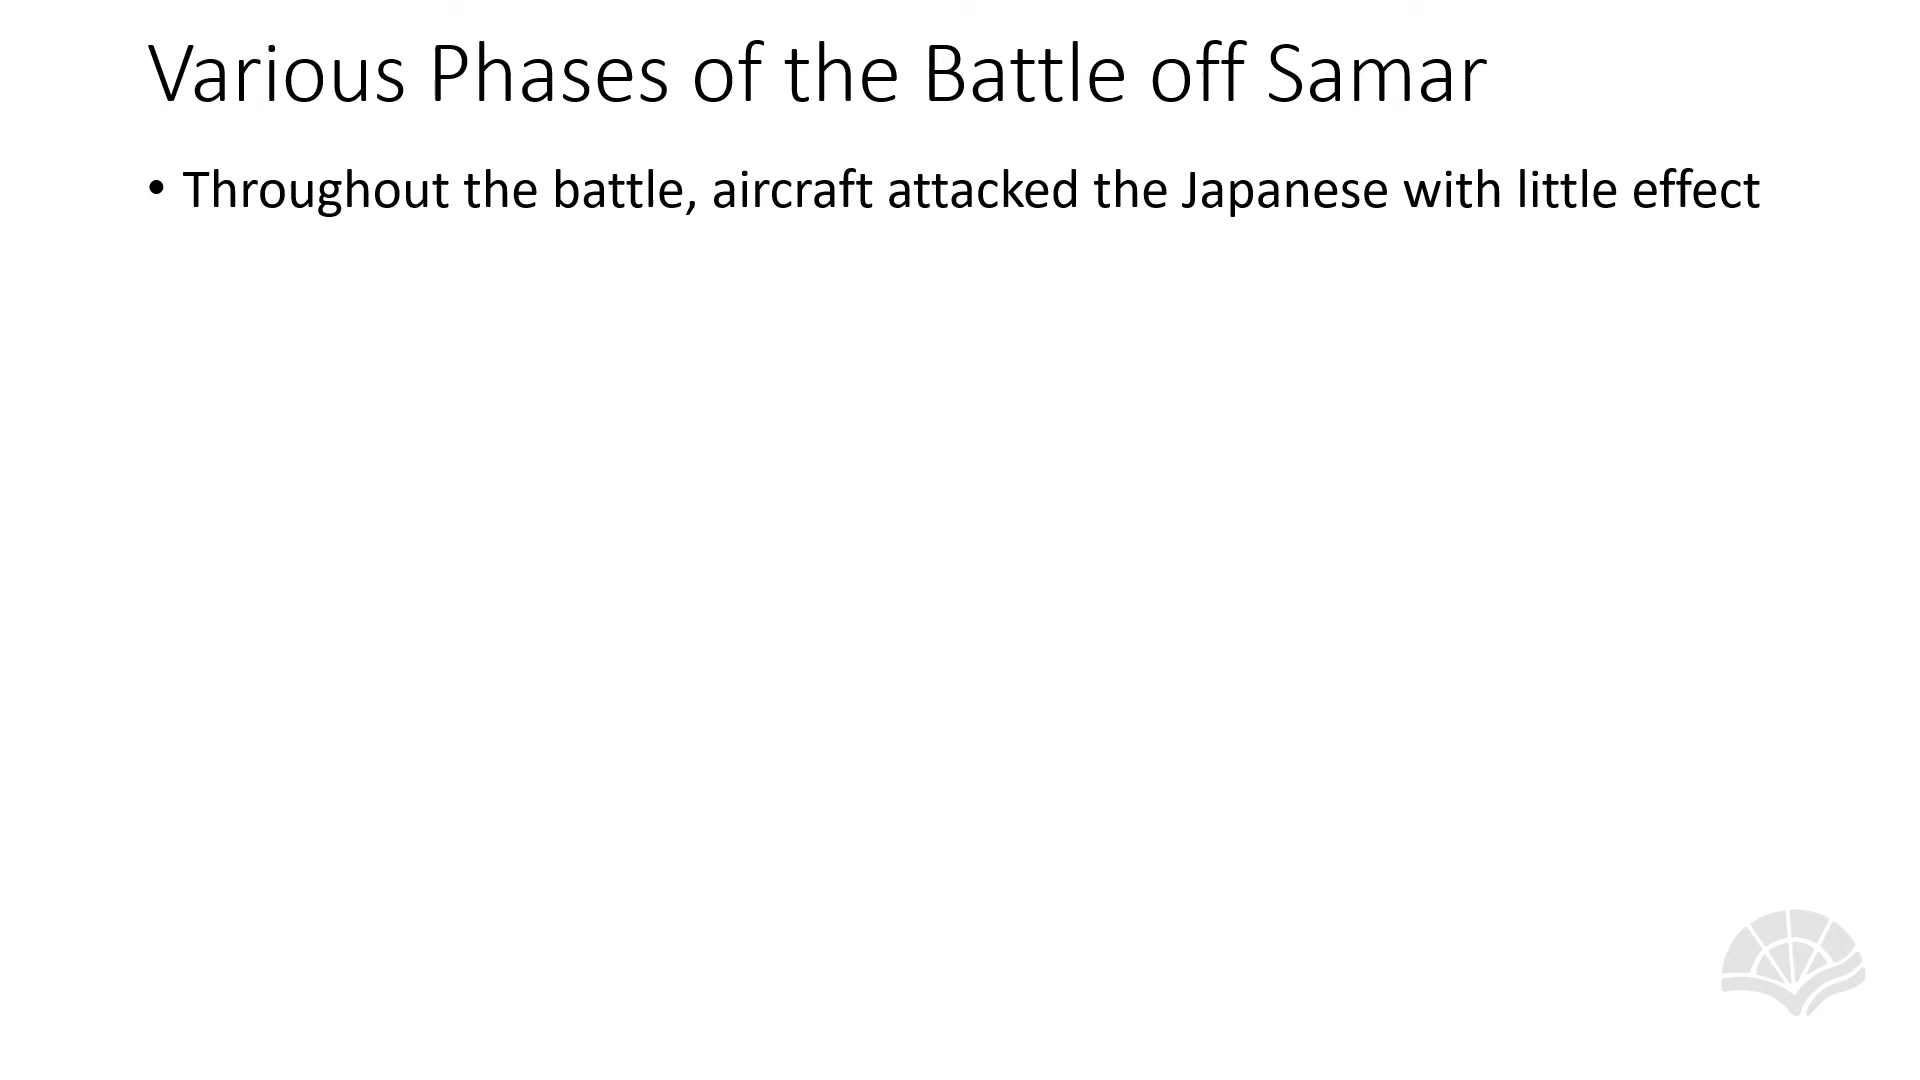 Various Phases of the Battle off Samar
• Throughout the battle, aircraft attacked the Japanese with little effect